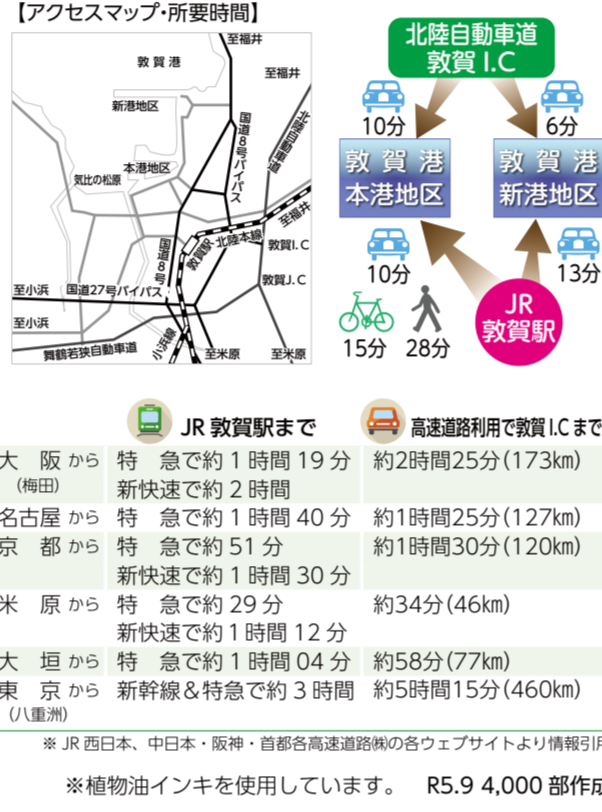 【アクセスマップ・所要時間】
至福井
敦賀港
至福井
新港地区
国道8号バイパス
北陸自動車道
本港地区
気比の松原
至福井
北陸本線
敦賀駅
国道8号
敦賀I.C
敦賀J.C
至小浜
国道27号バイパス
至小浜
舞鶴若狭自動車道
小浜線
至米原
至米原
北陸自動車道
敦賀 I.C
10分
6分
敦賀港
本港地区
敦賀港
新港地区
10分
13分
JR
敦賀駅
15分 28分
JR 敦賀駅まで 高速道路利用で敦賀I.Cまで
大 阪 から 特 急で約 1 時間 19 分 約2時間25分(173㎞)
(梅田) 新快速で約 2 時間
名古屋 から 特 急で約 1 時間 40 分 約1時間25分(127㎞)
京 都 から 特 急で約 51 分 約1時間30分(120㎞)
新快速で約 1 時間 30 分
米 原 から 特 急で約 29 分 約34分(46㎞)
新快速で約1時間 12 分
大 垣 から 特 急で約 1 時間 04 分 約58分(77㎞)
東 京 から 新幹線&特急で約 3 時間 約5時間15分(460㎞)
(八重洲)
※ JR 西日本、中日本・阪神・首都各高速道路㈱の各ウェブサイトより情報引用
※植物油インキを使用しています。 R5.9 4,000 部作成